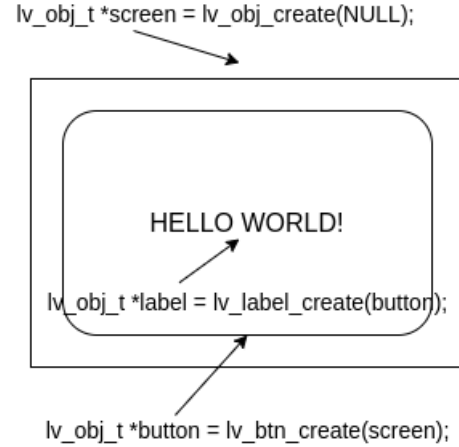 lv_obj_t *screen = lv_obj_create(NULL);
HELLO WORLD!
lv_obj_t *label = lv_label_create(button);
lv_obj_t *button = lv_btn_create(screen);